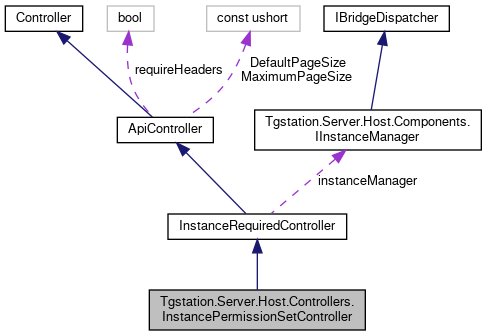 Controller
bool
const ushort
IBridgeDispatcher
requireHeaders
DefaultPageSize
MaximumPageSize
ApiController
Tgstation.Server.Host.Components.
IInstanceManager
instanceManager
InstanceRequiredController
Tgstation.Server.Host.Controllers.
InstancePermissionSetController